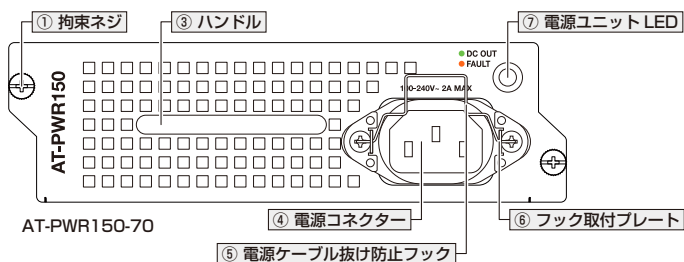 ① 拘束ネジ
③ ハンドル
⑦ 電源ユニット LED
DC OUT
FAULT
100-240V~ 2A MAX
AT-PWR150
AT-PWR150-70
④ 電源コネクター
⑥ フック取付プレート
⑤ 電源ケーブル抜け防止フック